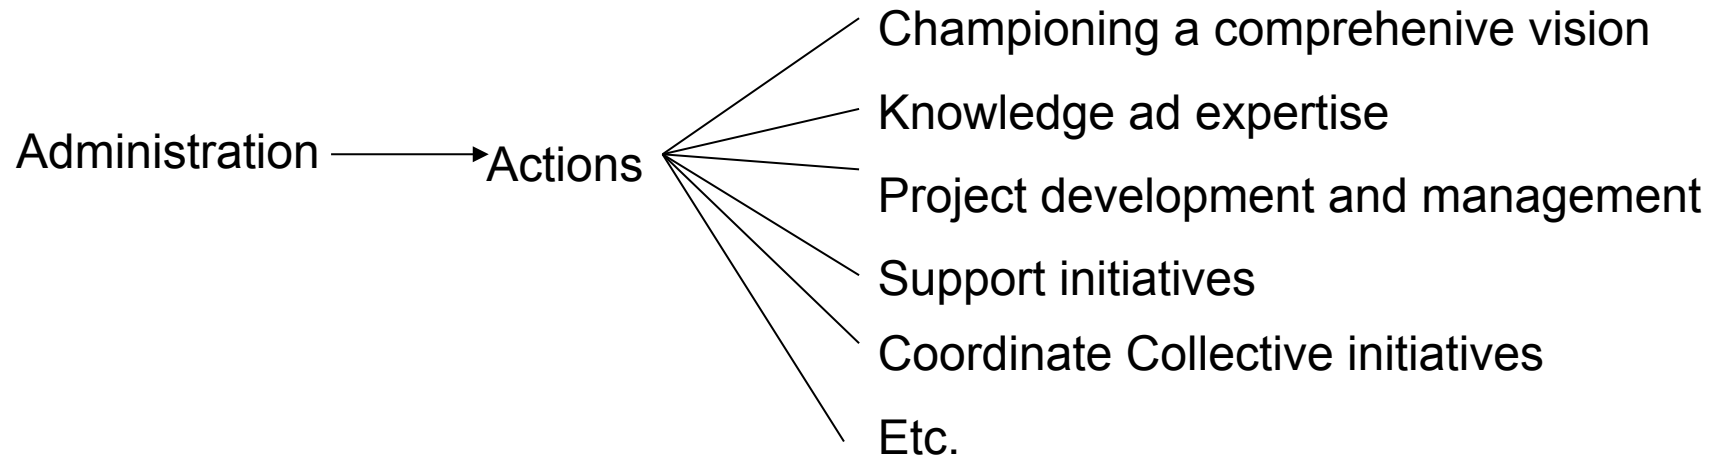 Administration
Actions
Championing a comprehenive vision
Knowledge ad expertise
Project development and management
Support initiatives
Coordinate Collective initiatives
Etc.